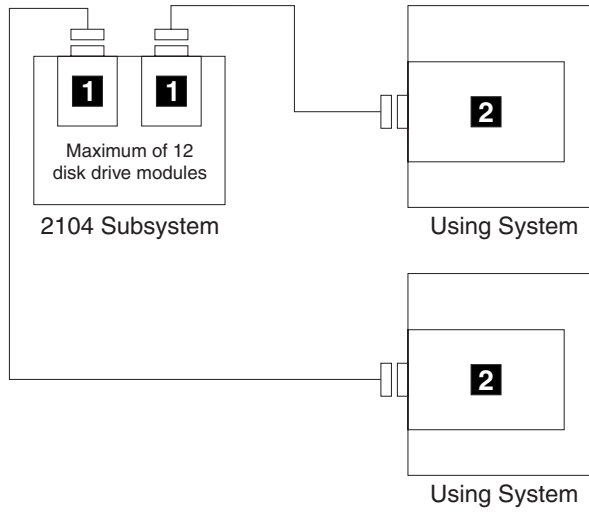 1 1
2
Maximum of 12
disk drive modules
2104 Subsystem
Using System
2
Using System